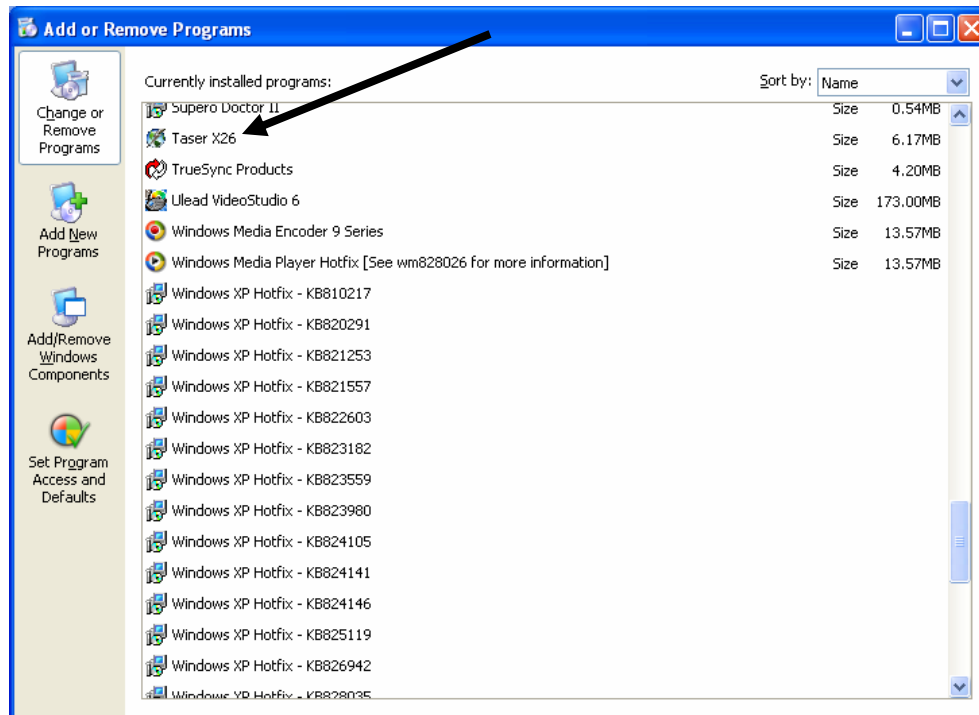 Add or Remove Programs
Change or
Remove
Programs
Add New
Programs
Add/Remove
Windows
Components
Set Program
Access and
Defaults
Currently installed programs:
Sort by: Name
Supero Doctor II Size 0.54MB
Taser X26 Size 6.17MB
TrueSync Products Size 4.20MB
Ulead VideoStudio 6 Size 173.00MB
Windows Media Encoder 9 Series Size 13.57MB
Windows Media Player Hotfix [See wm828026 for more information] Size 13.57MB
Windows XP Hotfix - KB810217
Windows XP Hotfix - KB820291
Windows XP Hotfix - KB821253
Windows XP Hotfix - KB821557
Windows XP Hotfix - KB822603
Windows XP Hotfix - KB823182
Windows XP Hotfix - KB823559
Windows XP Hotfix - KB823980
Windows XP Hotfix - KB824105
Windows XP Hotfix - KB824141
Windows XP Hotfix - KB824146
Windows XP Hotfix - KB825119
Windows XP Hotfix - KB826942
Windows XP Hotfix - KB828035